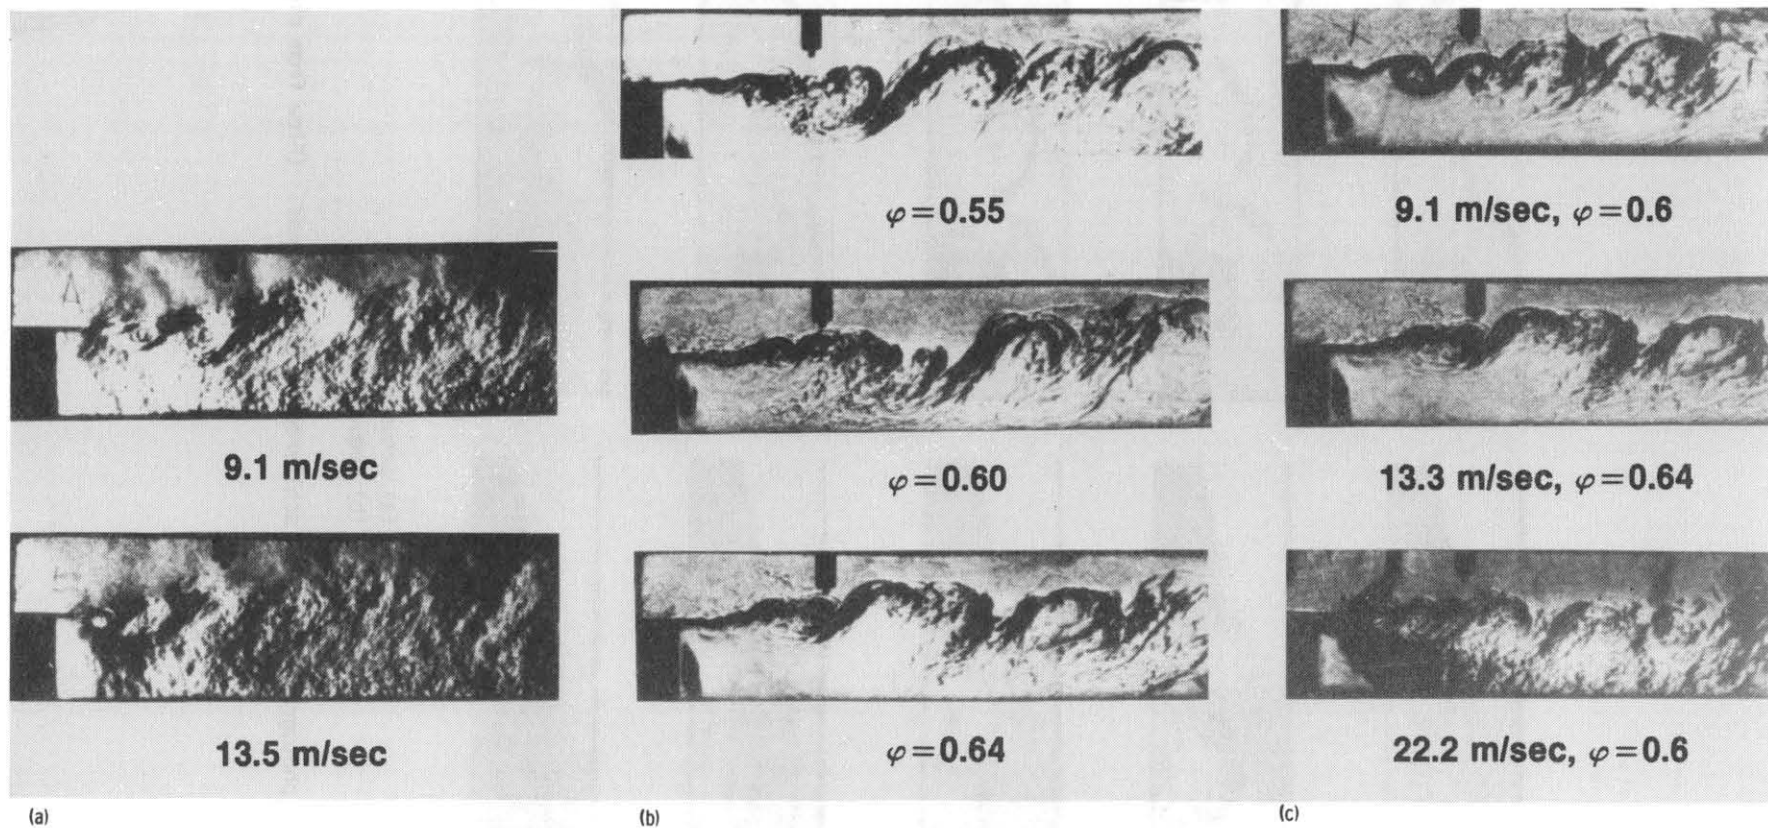 9.1 m/sec
13.5 m/sec
(a)
φ=0.55
φ=0.60
φ=0.64
(b)
9.1 m/sec, φ=0.6
13.3 m/sec, φ=0.64
22.2 m/sec, φ=0.6
(c)